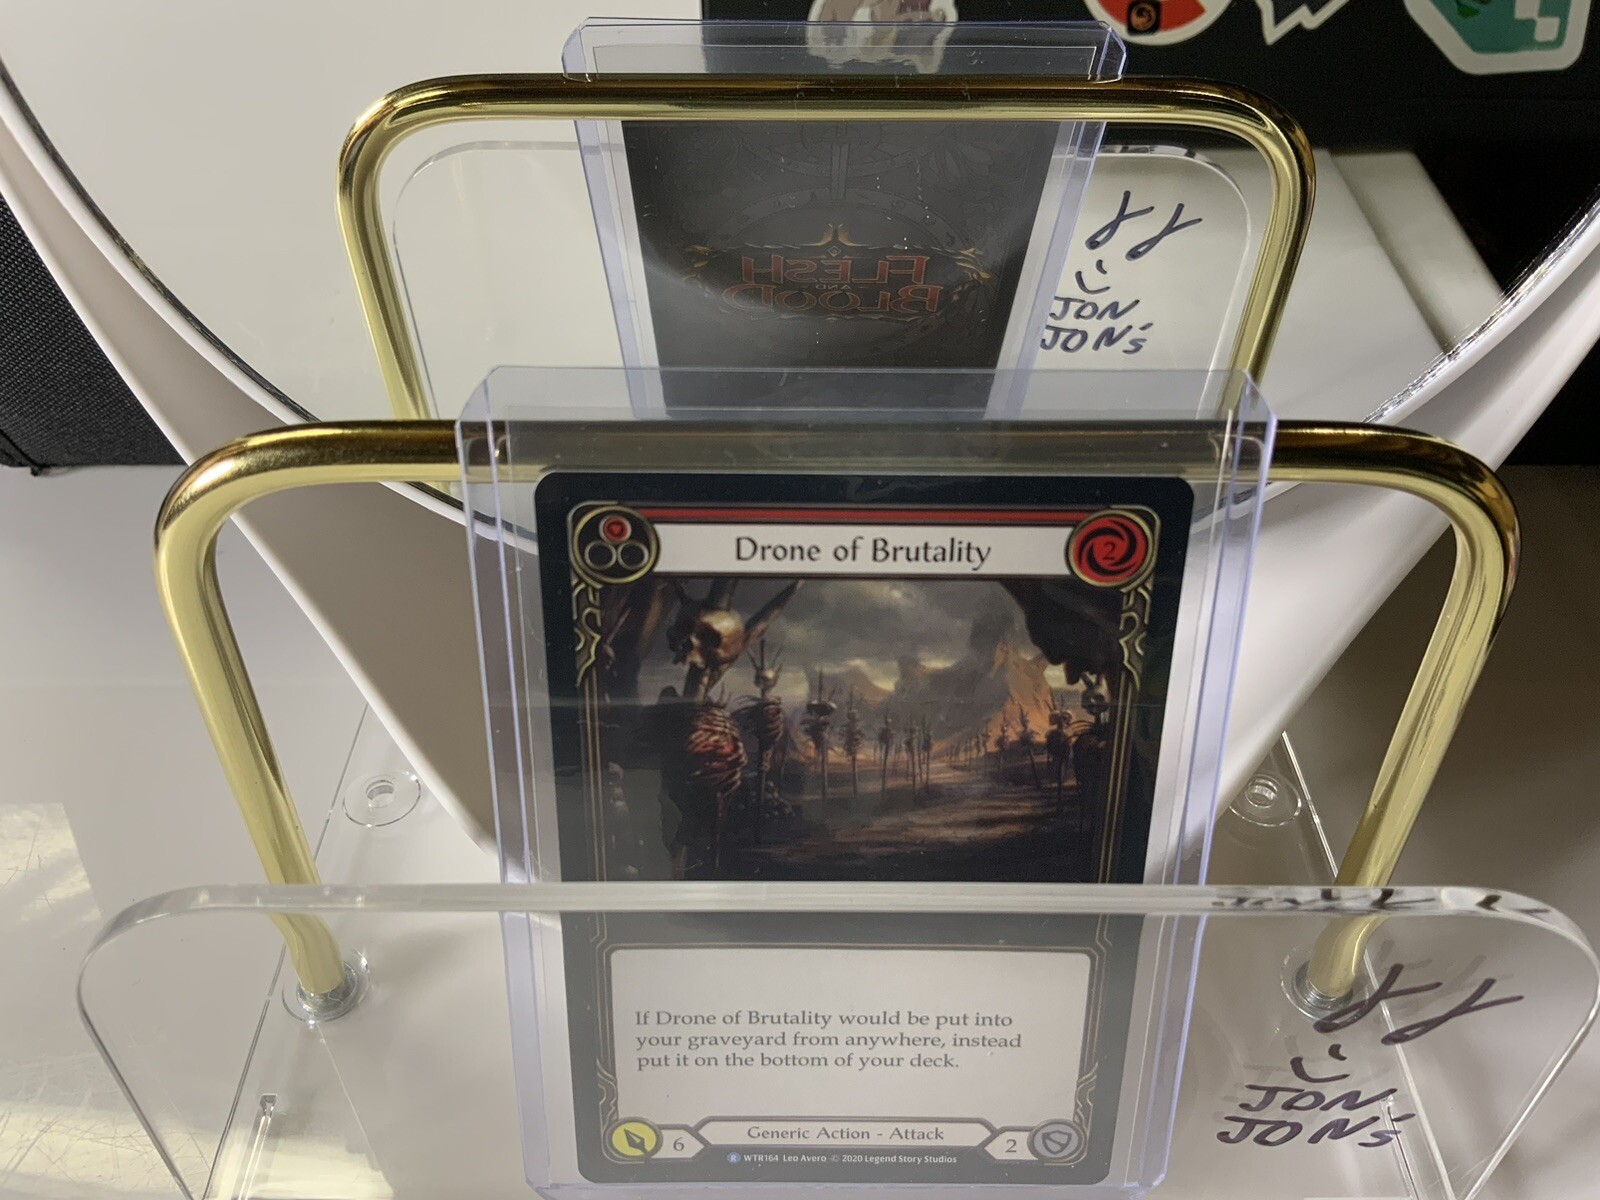 FLESH
AND
BLOOD
JJ
JON
JON's
Drone of Brutality
2
If Drone of Brutality would be put into
your graveyard from anywhere, instead
put it on the bottom of your deck.
6
Generic Action - Attack
2
R WTR164 Leo Avero © 2020 Legend Story Studios
JJ
JON
JON's